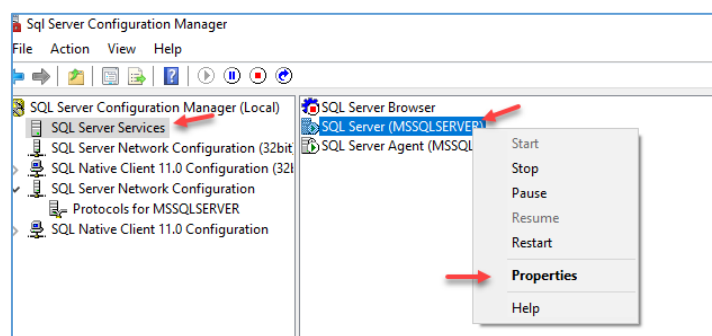 Sql Server Configuration Manager
File Action View Help
SQL Server Configuration Manager (Local)
SQL Server Services
SQL Server Network Configuration (32bit
SQL Native Client 11.0 Configuration (32b
SQL Server Network Configuration
Protocols for MSSQLSERVER
SQL Native Client 11.0 Configuration
SQL Server Browser
SQL Server (MSSQLSERVER)
SQL Server Agent (MSSQL
Start
Stop
Pause
Resume
Restart
Properties
Help